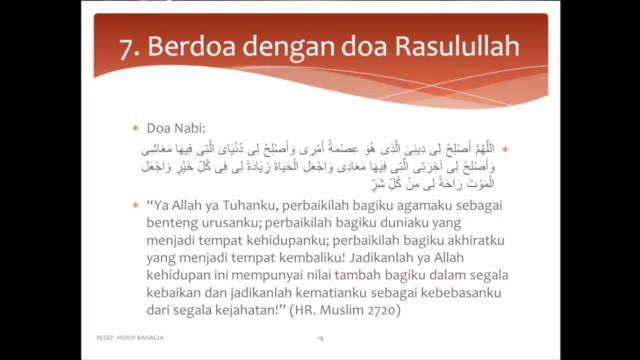 7. Berdoa dengan doa Rasulullah
* Doa Nabi:
* اللَّهُمَّ أَصْلِحْ لِى دِينِىَ الَّذِى هُوَ عِصْمَةُ أَمْرِى وَأَصْلِحْ لِى دُنْيَاىَ الَّتِى فِيهَا مَعَاشِى
وَأَصْلِحْ لِى آخِرَتِى الَّتِى فِيهَا مَعَادِى وَاجْعَلِ الْحَيَاةَ زِيَادَةً لِى فِى كُلِّ خَيْرٍ وَاجْعَلِ
الْمَوْتَ رَاحَةً لِى مِنْ كُلِّ شَرٍّ
* “Ya Allah ya Tuhanku, perbaikilah bagiku agamaku sebagai
benteng urusanku; perbaikilah bagiku duniaku yang
menjadi tempat kehidupanku; perbaikilah bagiku akhiratku
yang menjadi tempat kembaliku! Jadikanlah ya Allah
kehidupan ini mempunyai nilai tambah bagiku dalam segala
kebaikan dan jadikanlah kematianku sebagai kebebasanku
dari segala kejahatan!” (HR. Muslim 2720)
RESEP HIDUP BAHAGIA
19